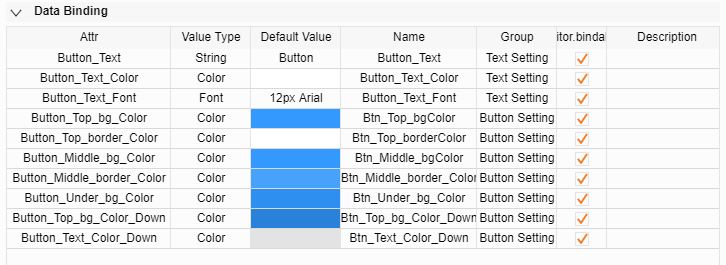 Data Binding
Attr Value Type Default Value Name Group itor.bindal Description
Button_Text String Button Button_Text Text Setting
Button_Text_Color Color Button_Text_Color Text Setting
Button_Text_Font Font 12px Arial Button_Text_Font Text Setting
Button_Top_bg_Color Color Btn_Top_bgColor Button Setting
Button_Top_border_Color Color Btn_Top_borderColor Button Setting
Button_Middle_bg_Color Color Btn_Middle_bgColor Button Setting
Button_Middle_border_Color Color Btn_Middle_border_Color Button Setting
Button_Under_bg_Color Color Btn_Under_bg_Color Button Setting
Button_Top_bg_Color_Down Color Btn_Top_bg_Color_Down Button Setting
Button_Text_Color_Down Color Btn_Text_Color_Down Button Setting